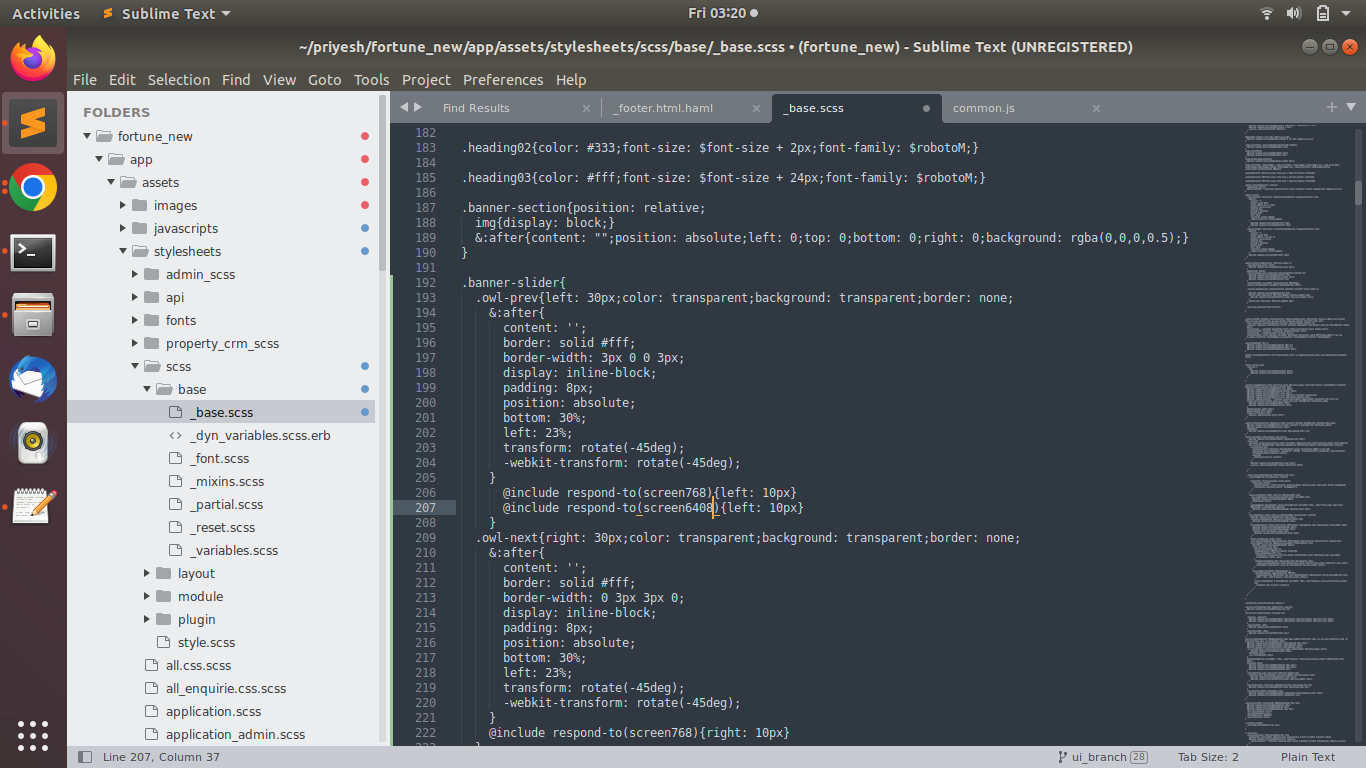 Activities
Sublime Text
Fri 03:20
~/priyesh/fortune_new/app/assets/stylesheets/scss/base/_base.scss • (fortune_new) - Sublime Text (UNREGISTERED)
File Edit Selection Find View Goto Tools Project Preferences Help
FOLDERS
fortune_new
app
assets
images
javascripts
stylesheets
admin_scss
api
fonts
property_crm_scss
scss
base
_base.scss
_dyn_variables.scss.erb
_font.scss
_mixins.scss
_partial.scss
_reset.scss
_variables.scss
layout
module
plugin
style.scss
all.css.scss
all_enquirie.css.scss
application.scss
application_admin.scss
Find Results
_footer.html.haml
_base.scss
common.js
182
183 .heading02{color: #333;font-size: $font-size + 2px;font-family: $robotoM;}
184
185 .heading03{color: #fff;font-size: $font-size + 24px;font-family: $robotoM;}
186
187 .banner-section{position: relative;
188 img{display: block;}
189 &:after{content: "";position: absolute;left: 0;top: 0;bottom: 0;right: 0;background: rgba(0,0,0,0.5);}
190 }
191
192 .banner-slider{
193 .owl-prev{left: 30px;color: transparent;background: transparent;border: none;
194 &:after{
195 content: '';
196 border: solid #fff;
197 border-width: 3px 0 0 3px;
198 display: inline-block;
199 padding: 8px;
200 position: absolute;
201 bottom: 30%;
202 left: 23%;
203 transform: rotate(-45deg);
204 -webkit-transform: rotate(-45deg);
205 }
206 @include respond-to(screen768){left: 10px}
207 @include respond-to(screen6408){left: 10px}
208 }
209 .owl-next{right: 30px;color: transparent;background: transparent;border: none;
210 &:after{
211 content: '';
212 border: solid #fff;
213 border-width: 0 3px 3px 0;
214 display: inline-block;
215 padding: 8px;
216 position: absolute;
217 bottom: 30%;
218 left: 23%;
219 transform: rotate(-45deg);
220 -webkit-transform: rotate(-45deg);
221 }
222 @include respond-to(screen768){right: 10px}
Line 207, Column 37
ui_branch 28
Tab Size: 2
Plain Text